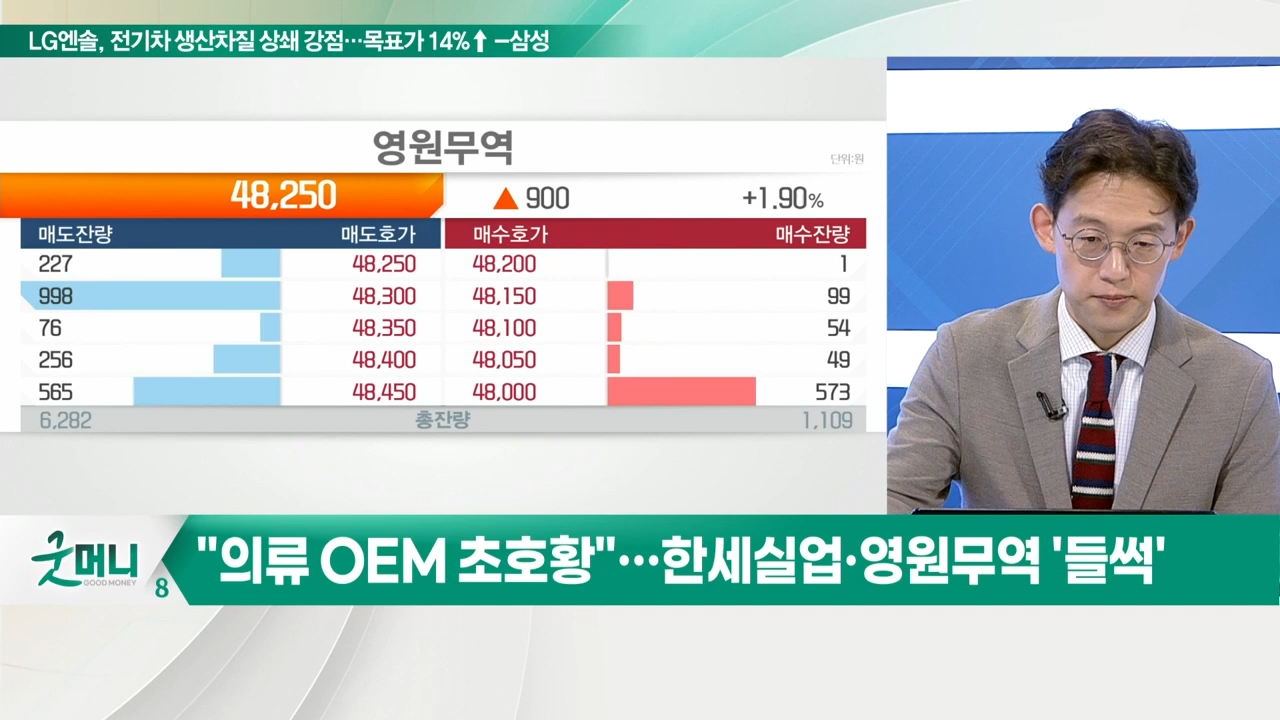 LG엔솔, 전기차 생산차질 상쇄 강점…목표가 14%⬆ –삼성
영원무역
단위:원
48,250 ▲ 900 +1.90%
매도잔량 매도호가 매수호가 매수잔량
227 48,250 48,200 1
998 48,300 48,150 99
76 48,350 48,100 54
256 48,400 48,050 49
565 48,450 48,000 573
6,282 총잔량 1,109
굿머니
GOOD MONEY
8
"의류 OEM 초호황"…한세실업·영원무역 '들썩'